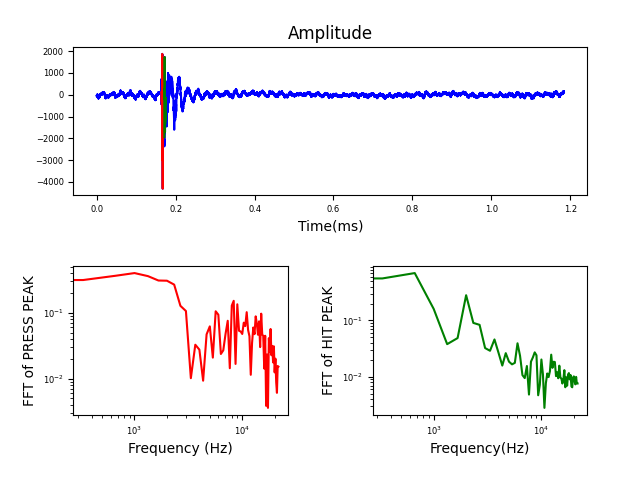 Amplitude
2000
1000
0
−1000
−2000
−3000
−4000
0.0 0.2 0.4 0.6 0.8 1.0 1.2
Time(ms)
FFT of PRESS PEAK
10⁻¹
10⁻²
10³ 10⁴
Frequency (Hz)
FFT of HIT PEAK
10⁻¹
10⁻²
10³ 10⁴
Frequency(Hz)